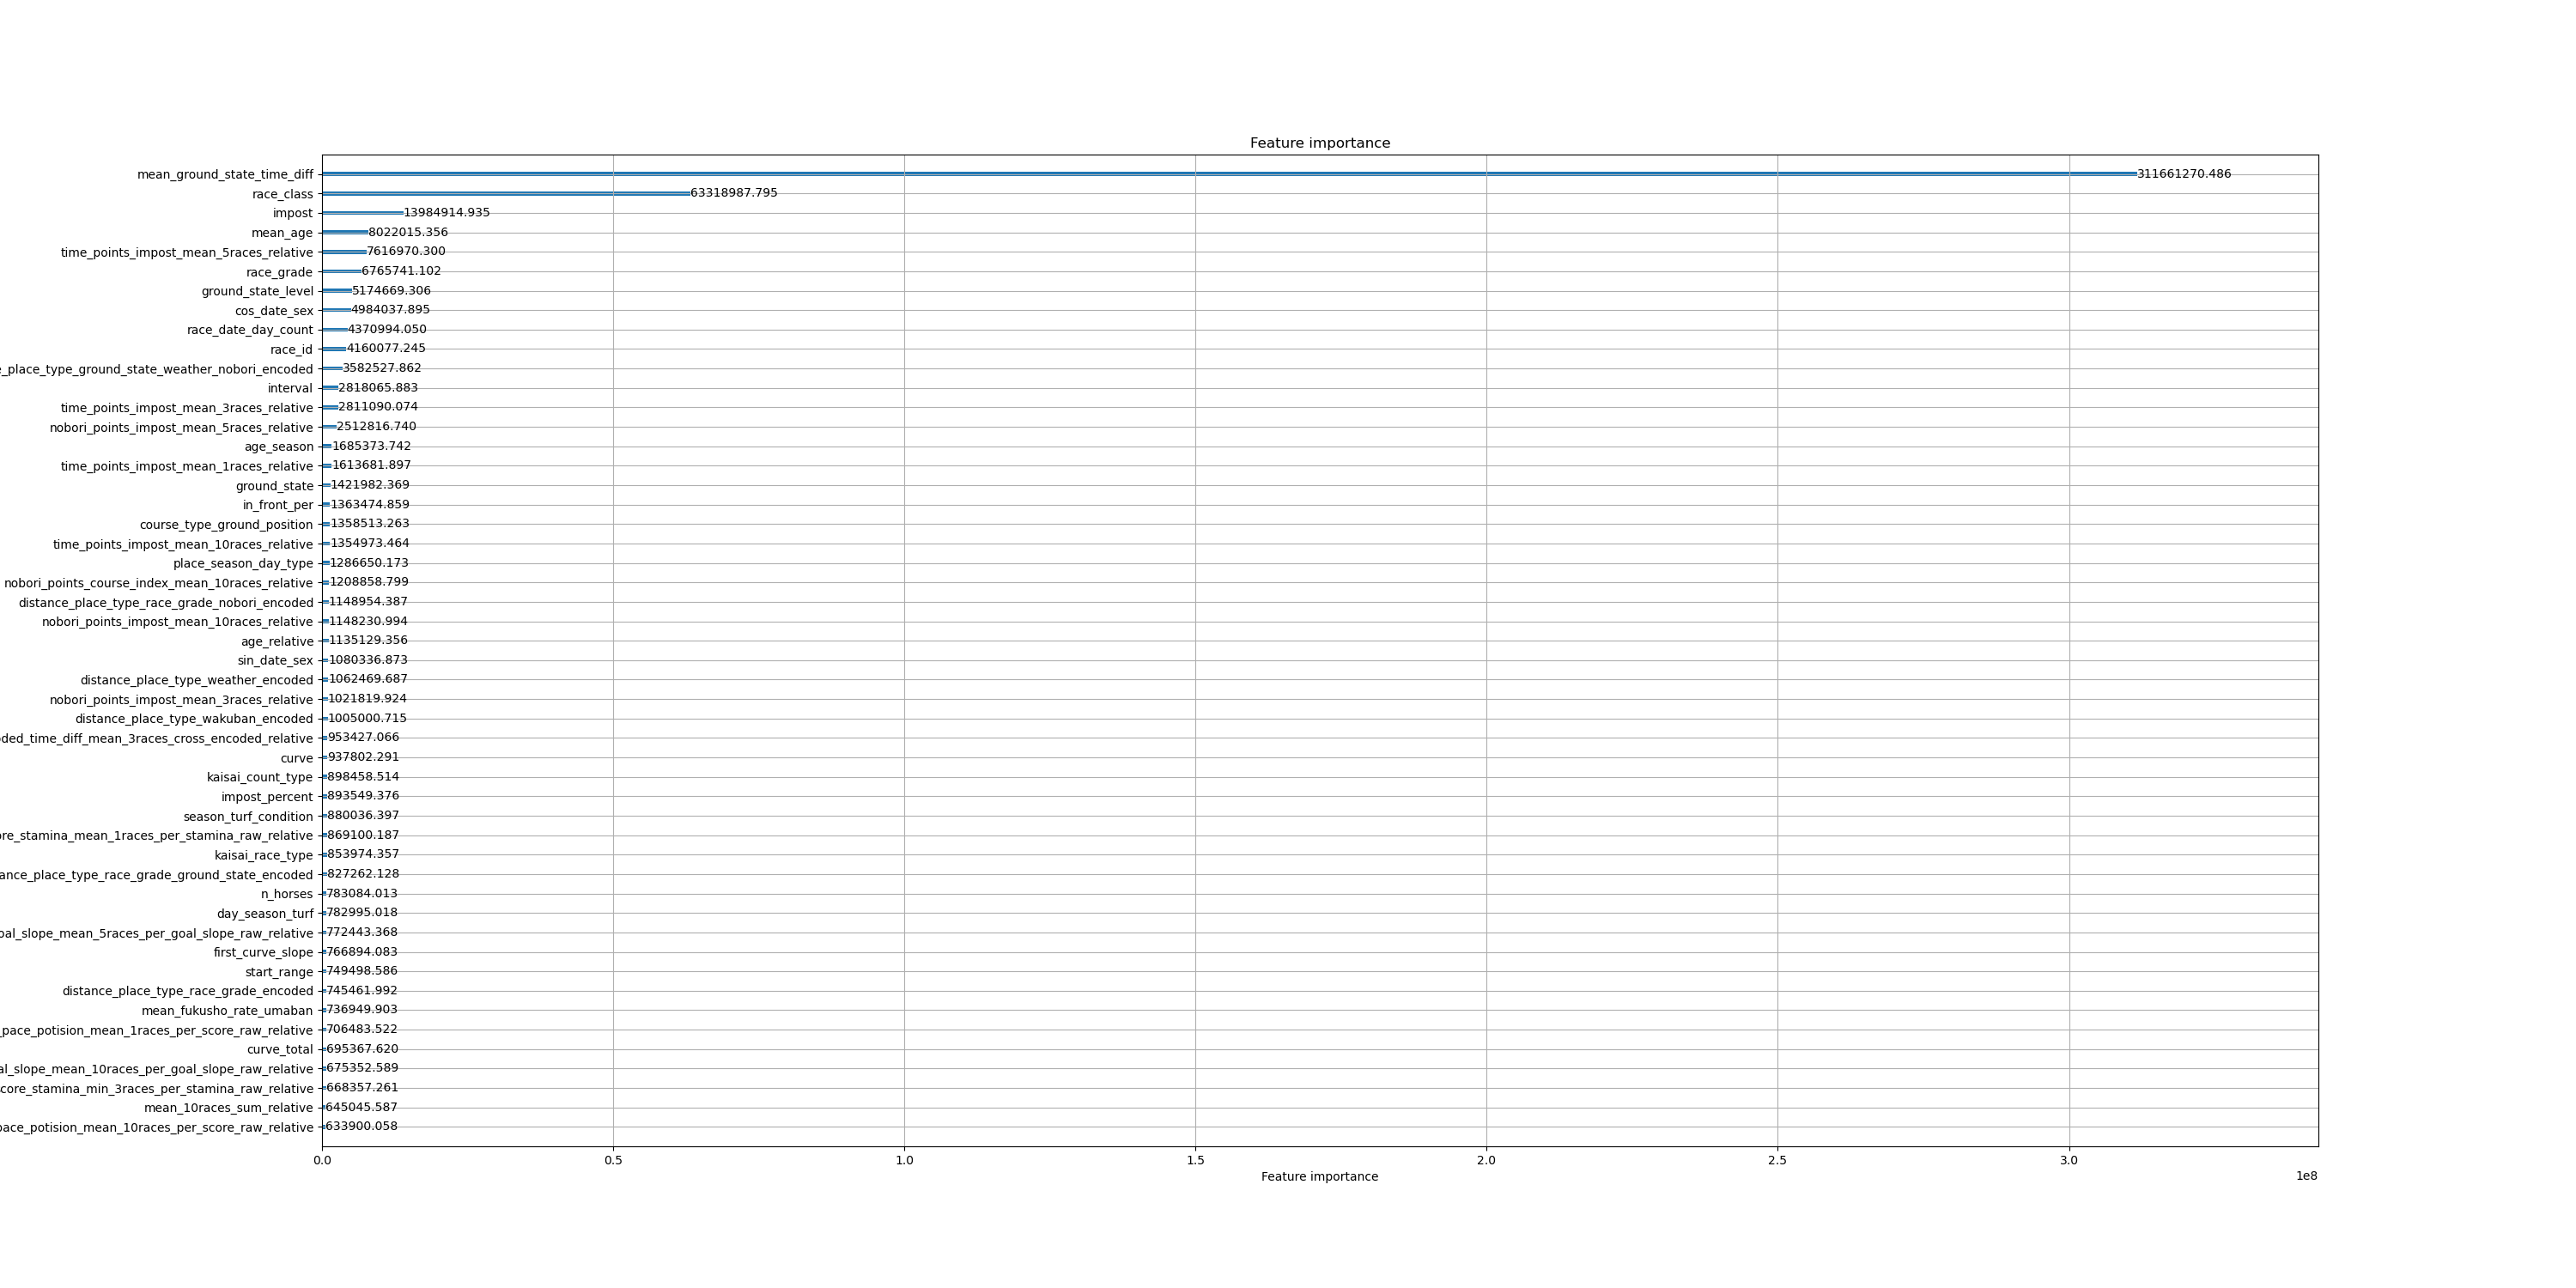 Feature importance
mean_ground_state_time_diff 311661270.486
race_class 63318987.795
impost 13984914.935
mean_age 8022015.356
time_points_impost_mean_5races_relative 7616970.300
race_grade 6765741.102
ground_state_level 5174669.306
cos_date_sex 4984037.895
race_date_day_count 4370994.050
race_id 4160077.245
_place_type_ground_state_weather_nobori_encoded 3582527.862
interval 2818065.883
time_points_impost_mean_3races_relative 2811090.074
nobori_points_impost_mean_5races_relative 2512816.740
age_season 1685373.742
time_points_impost_mean_1races_relative 1613681.897
ground_state 1421982.369
in_front_per 1363474.859
course_type_ground_position 1358513.263
time_points_impost_mean_10races_relative 1354973.464
place_season_day_type 1286650.173
nobori_points_course_index_mean_10races_relative 1208858.799
distance_place_type_race_grade_nobori_encoded 1148954.387
nobori_points_impost_mean_10races_relative 1148230.994
age_relative 1135129.356
sin_date_sex 1080336.873
distance_place_type_weather_encoded 1062469.687
nobori_points_impost_mean_3races_relative 1021819.924
distance_place_type_wakuban_encoded 1005000.715
ded_time_diff_mean_3races_cross_encoded_relative 953427.066
curve 937802.291
kaisai_count_type 898458.514
impost_percent 893549.376
season_turf_condition 880036.397
re_stamina_mean_1races_per_stamina_raw_relative 869100.187
kaisai_race_type 853974.357
ance_place_type_race_grade_ground_state_encoded 827262.128
n_horses 783084.013
day_season_turf 782995.018
al_slope_mean_5races_per_goal_slope_raw_relative 772443.368
first_curve_slope 766894.083
start_range 749498.586
distance_place_type_race_grade_encoded 745461.992
mean_fukusho_rate_umaban 736949.903
_pace_potision_mean_1races_per_score_raw_relative 706483.522
curve_total 695367.620
al_slope_mean_10races_per_goal_slope_raw_relative 675352.589
core_stamina_min_3races_per_stamina_raw_relative 668357.261
mean_10races_sum_relative 645045.587
pace_potision_mean_10races_per_score_raw_relative 633900.058
0.0 0.5 1.0 1.5 2.0 2.5 3.0
Feature importance
1e8